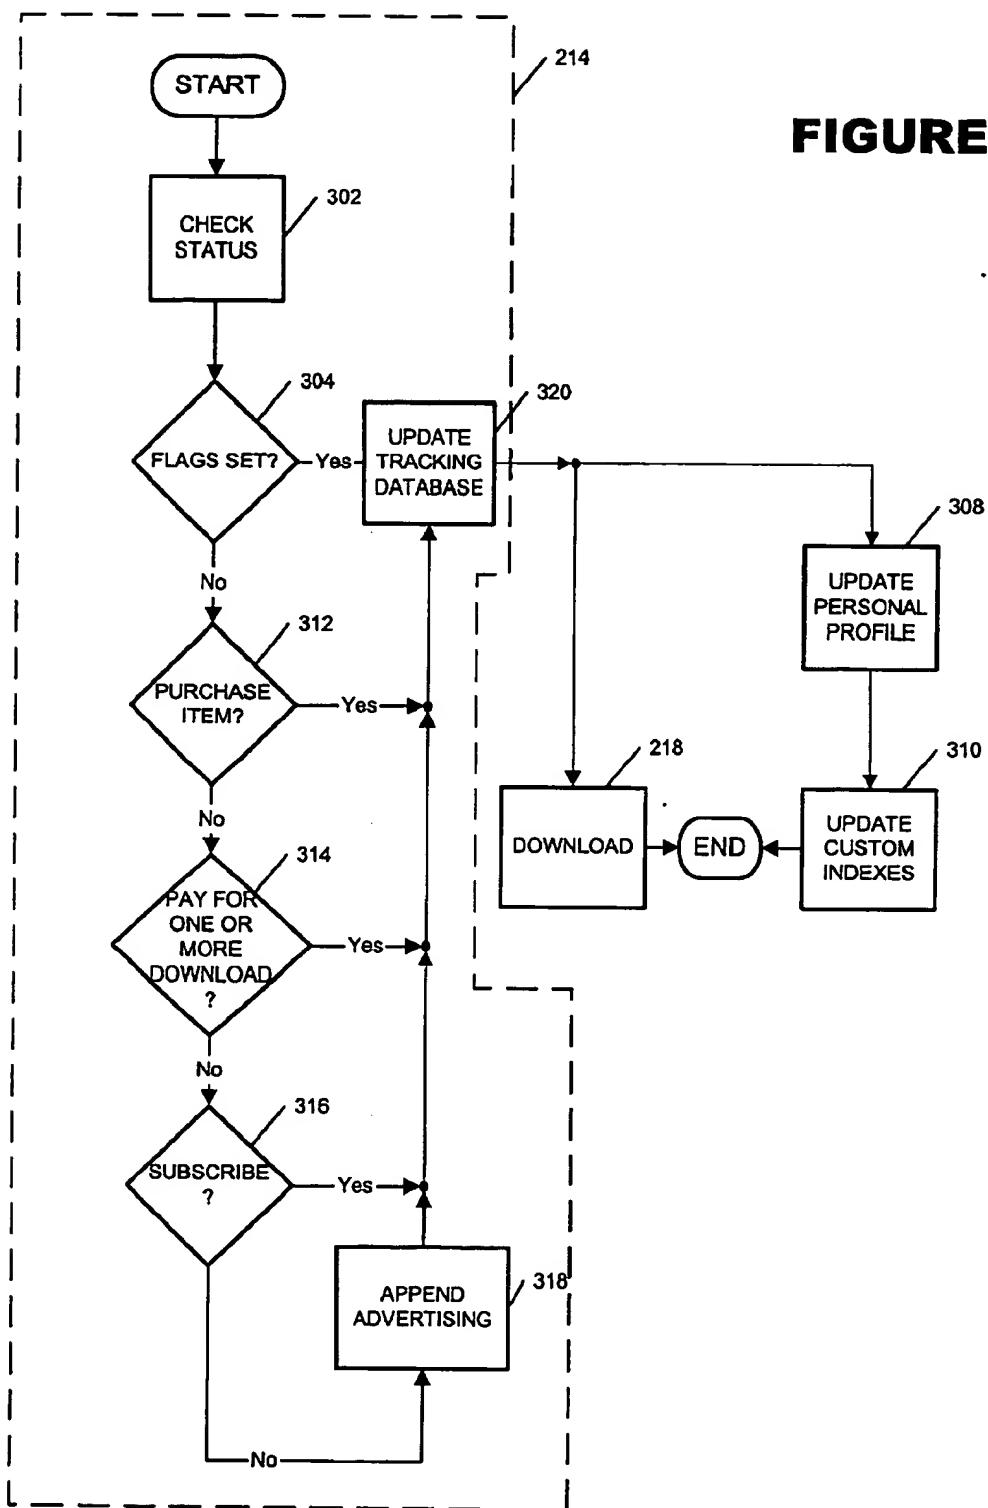 214
START
FIGURE
302
CHECK
STATUS
304
320
FLAGS SET?
Yes
UPDATE
TRACKING
DATABASE
308
No
UPDATE
PERSONAL
PROFILE
312
PURCHASE
ITEM?
Yes
218
310
No
DOWNLOAD
END
UPDATE
CUSTOM
INDEXES
314
PAY FOR
ONE OR
MORE
DOWNLOAD
?
Yes
No
316
SUBSCRIBE
?
Yes
318
APPEND
ADVERTISING
No